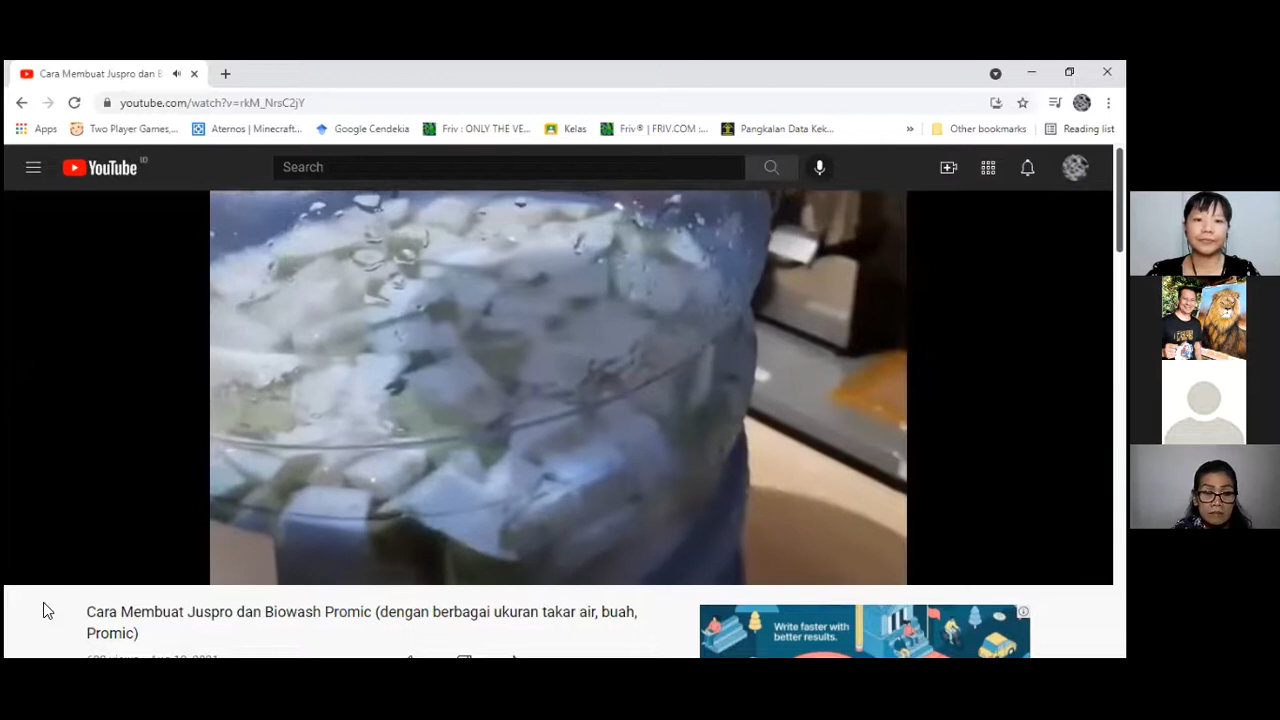 Cara Membuat Juspro dan B
youtube.com/watch?v=rkM_NrsC2jY
Apps Two Player Games,... Aternos | Minecraft... Google Cendekia Friv : ONLY THE VE... Kelas Friv® | FRIV.COM :... Pangkalan Data Kek... » Other bookmarks Reading list
YouTube ID
Search
Cara Membuat Juspro dan Biowash Promic (dengan berbagai ukuran takar air, buah,
Promic)
Write faster with
better results.